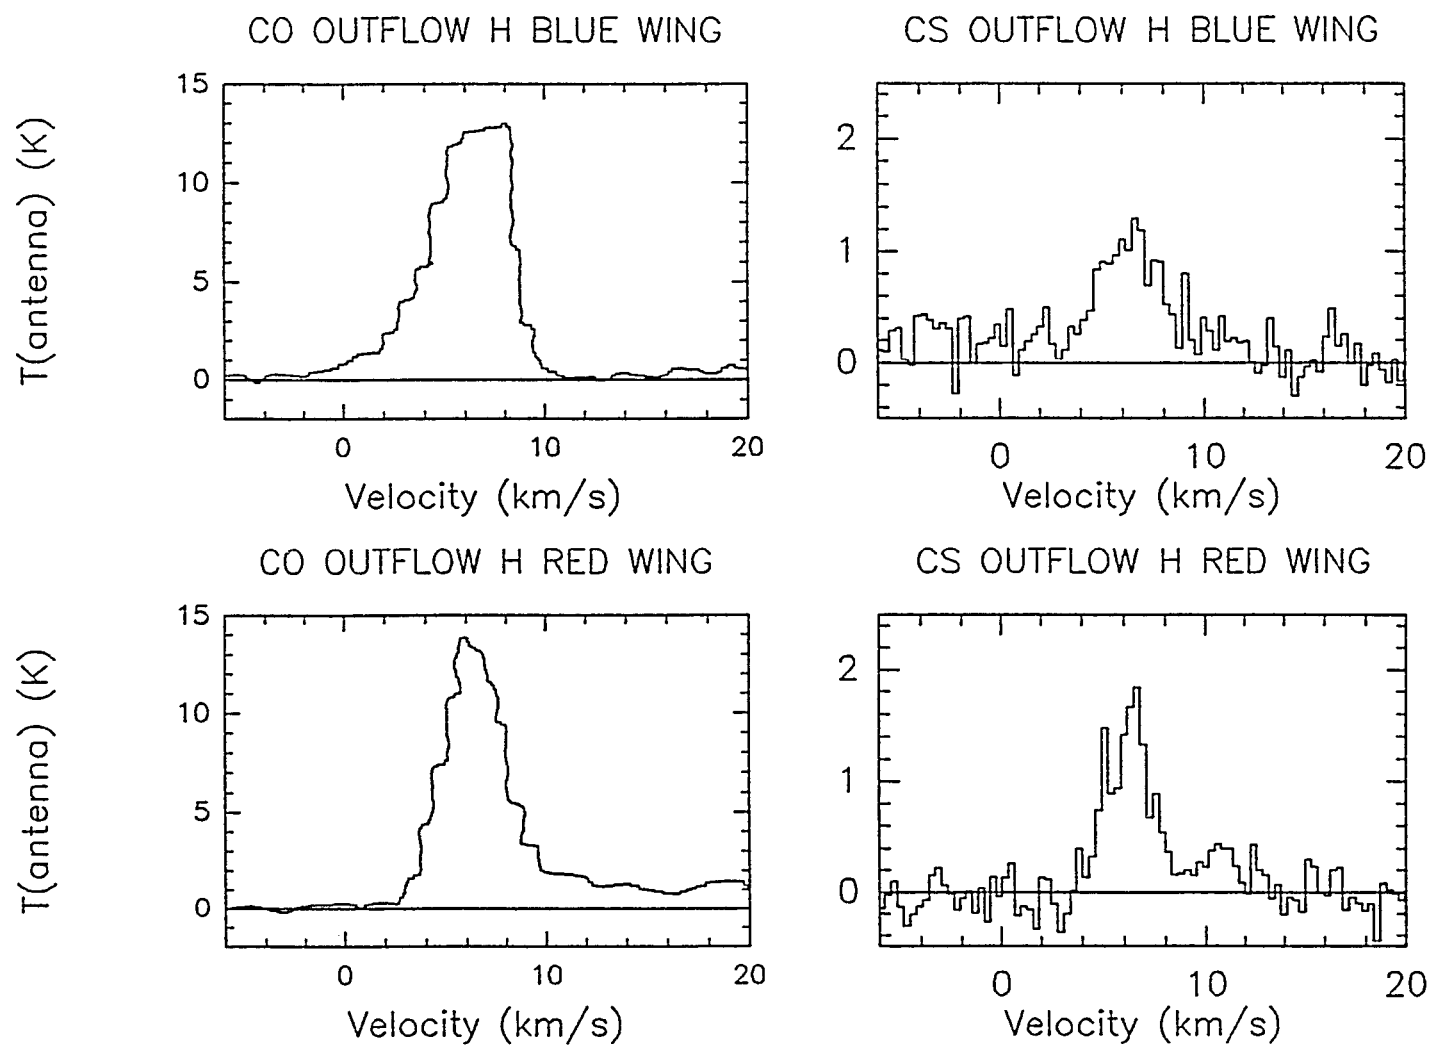 CO OUTFLOW H BLUE WING
T(antenna) (K)
15
10
5
0
0 10 20
Velocity (km/s)
CS OUTFLOW H BLUE WING
2
1
0
0 10 20
Velocity (km/s)
CO OUTFLOW H RED WING
T(antenna) (K)
15
10
5
0
0 10 20
Velocity (km/s)
CS OUTFLOW H RED WING
2
1
0
0 10 20
Velocity (km/s)